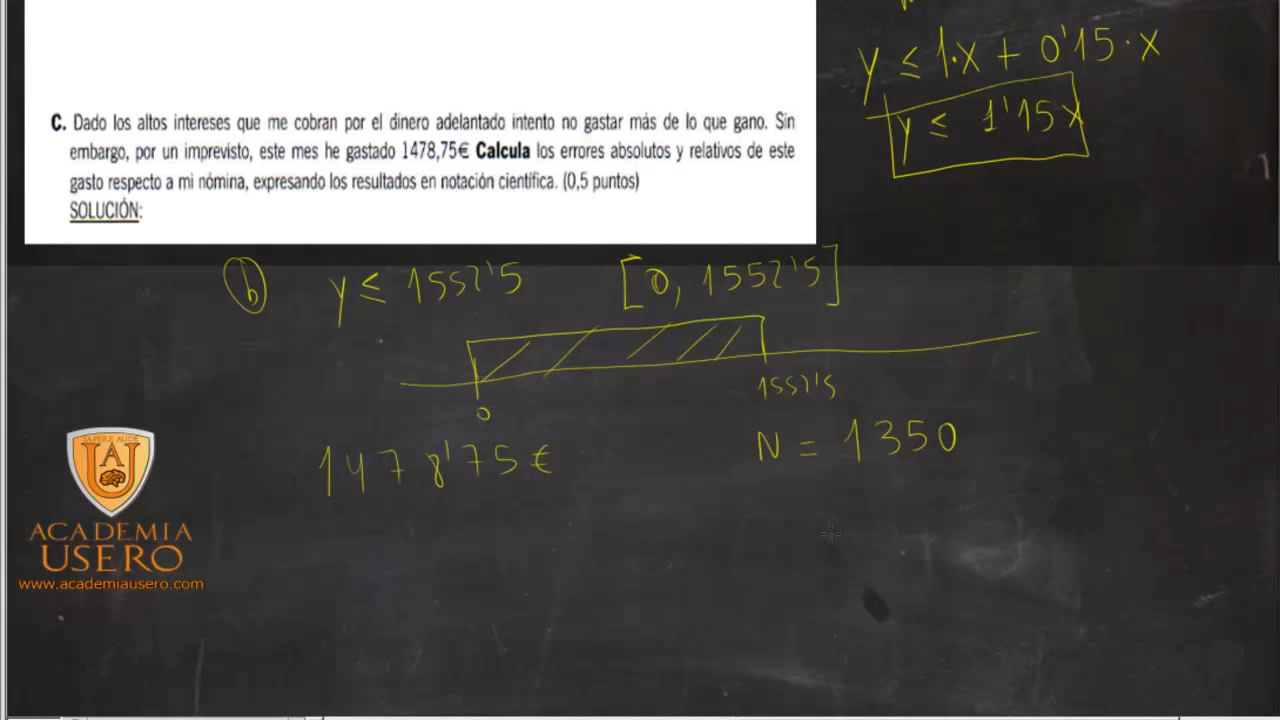 y ≤ 1·x + 0'15·x
y ≤ 1'15x
C. Dado los altos intereses que me cobran por el dinero adelantado intento no gastar más de lo que gano. Sin
embargo, por un imprevisto, este mes he gastado 1478,75€ Calcula los errores absolutos y relativos de este
gasto respecto a mi nómina, expresando los resultados en notación científica. (0,5 puntos)
SOLUCIÓN:
b y ≤ 1552'5 [0, 1552'5]
0 1552'5
1478'75€ N = 1350
SAPERE AUDE
UA
ACADEMIA
USERO
www.academiausero.com